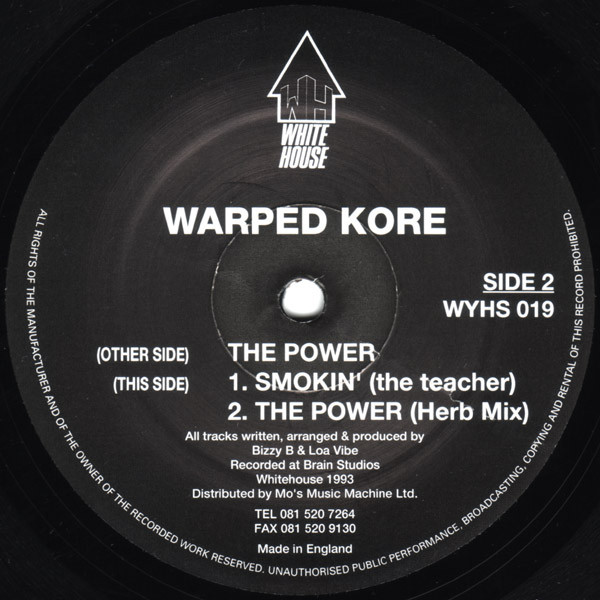 WH
WHITE
HOUSE
WARPED KORE
SIDE 2
WYHS 019
(OTHER SIDE) THE POWER
(THIS SIDE) 1. SMOKIN' (the teacher)
2. THE POWER (Herb Mix)
All tracks written, arranged & produced by
Bizzy B & Loa Vibe
Recorded at Brain Studios
Whitehouse 1993
Distributed by Mo's Music Machine Ltd.
TEL 081 520 7264
FAX 081 520 9130
Made in England
ALL RIGHTS OF THE MANUFACTURER AND OF THE OWNER OF THE RECORDED WORK RESERVED. UNAUTHORISED PUBLIC PERFORMANCE, BROADCASTING, COPYING AND RENTAL OF THIS RECORD PROHIBITED.